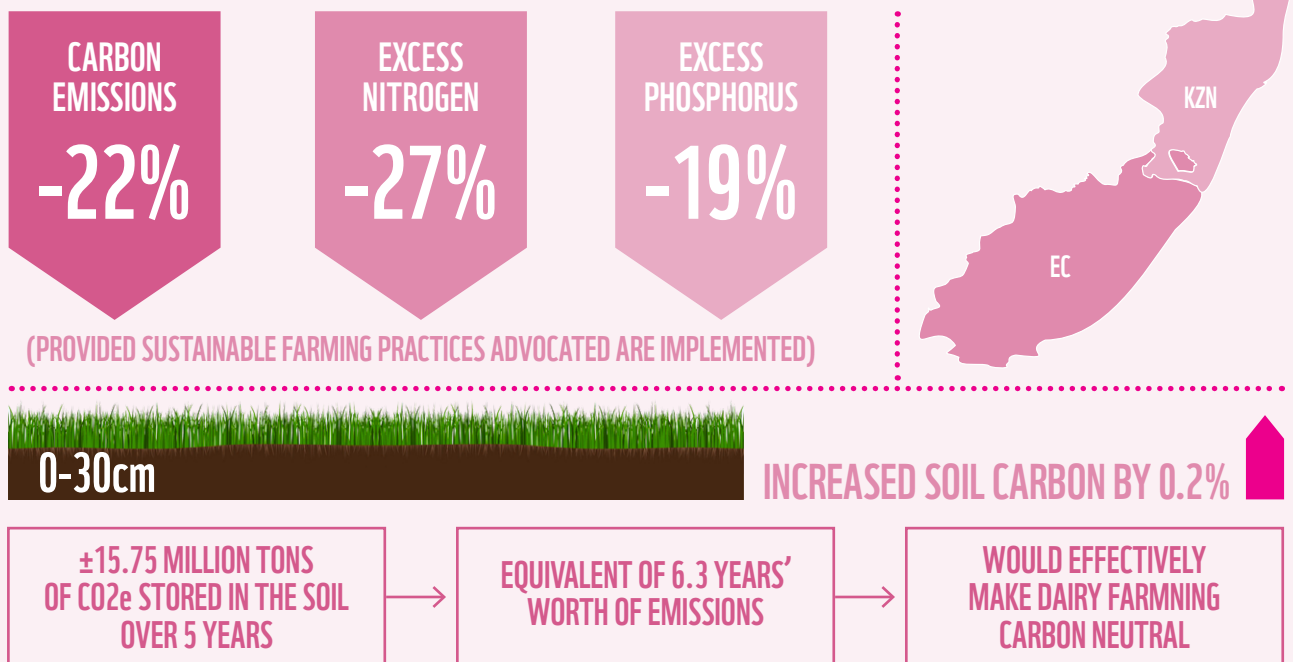 CARBON
EMISSIONS
-22%
EXCESS
NITROGEN
-27%
EXCESS
PHOSPHORUS
-19%
(PROVIDED SUSTAINABLE FARMING PRACTICES ADVOCATED ARE IMPLEMENTED)
KZN
EC
0-30cm
INCREASED SOIL CARBON BY 0.2%
±15.75 MILLION TONS
OF CO2e STORED IN THE SOIL
OVER 5 YEARS
EQUIVALENT OF 6.3 YEARS'
WORTH OF EMISSIONS
WOULD EFFECTIVELY
MAKE DAIRY FARMNING
CARBON NEUTRAL